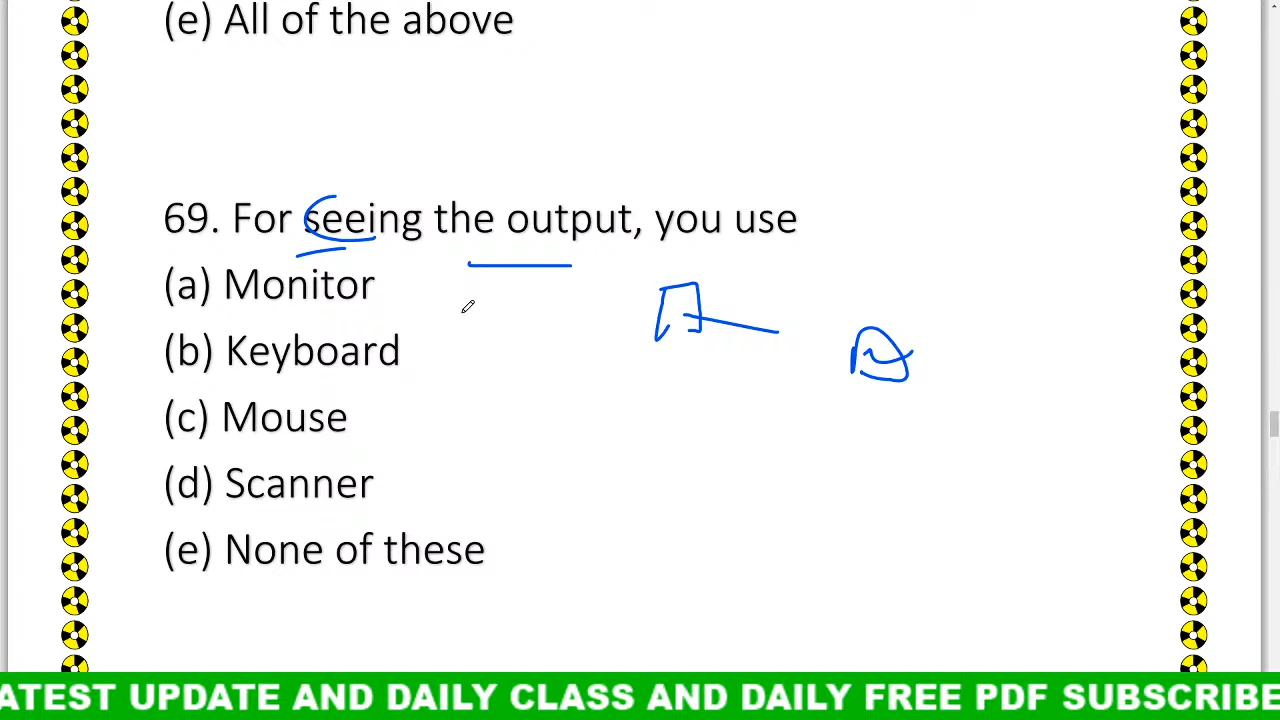 (e) All of the above
69. For seeing the output, you use
(a) Monitor
(b) Keyboard
(c) Mouse
(d) Scanner
(e) None of these
ATEST UPDATE AND DAILY CLASS AND DAILY FREE PDF SUBSCRIBE